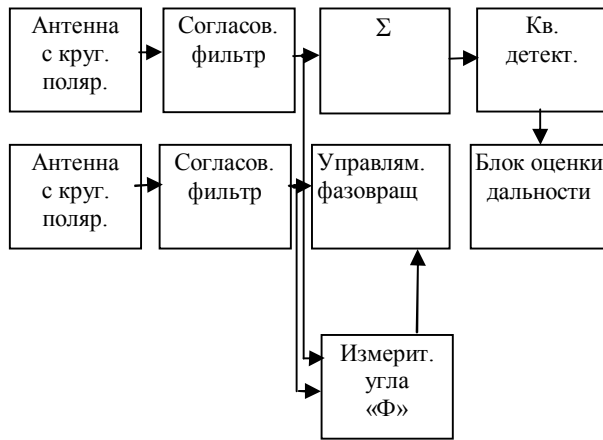 Антенна
с круг.
поляр.
Согласов.
фильтр
Σ
Кв.
детект.
Антенна
с круг.
поляр.
Согласов.
фильтр
Управлям.
фазовращ
Блок оценки
дальности
Измерит.
угла
«Ф»